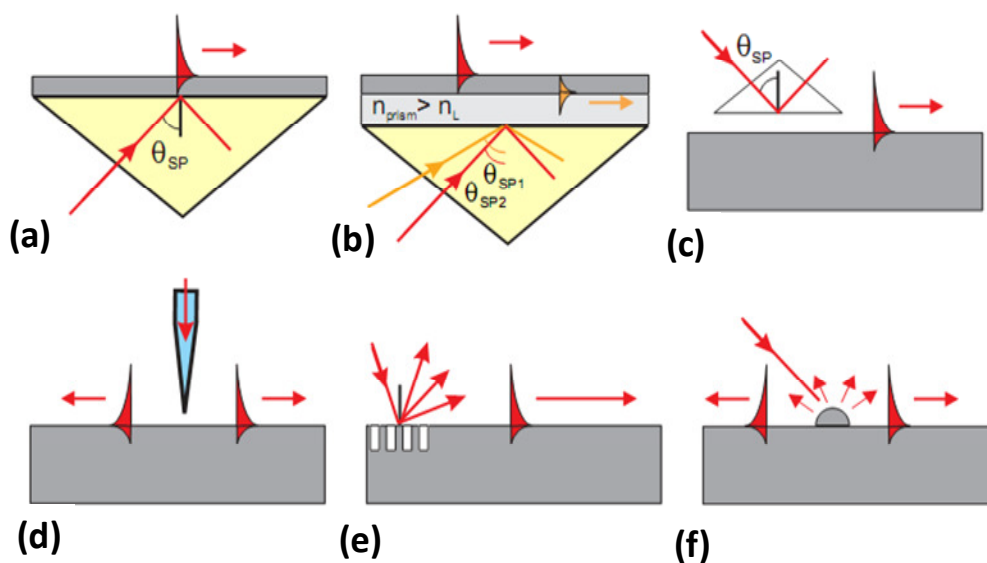 θSP
(a)
nprism> nL
θSP1
θSP2
(b)
θSP
(c)
(d)
(e)
(f)